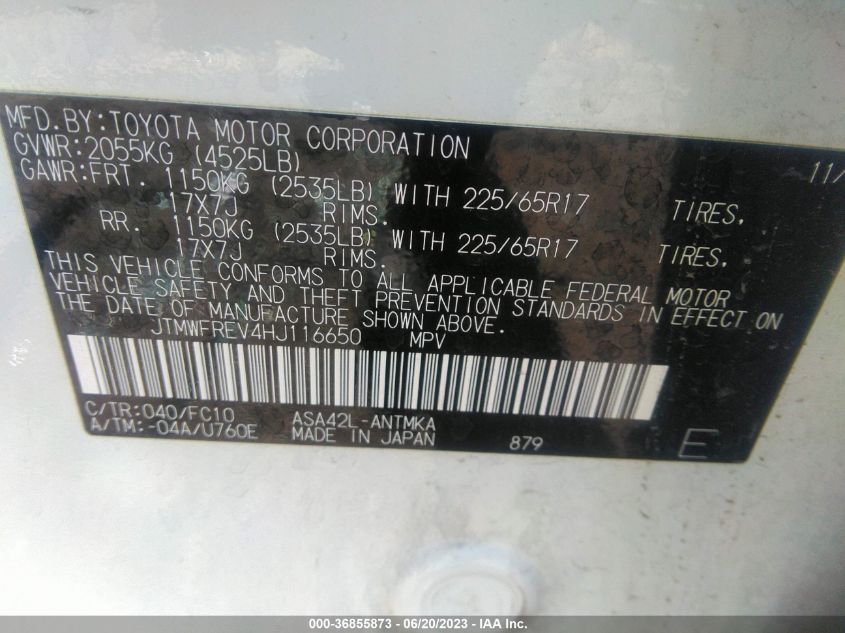 MFD.BY:TOYOTA MOTOR CORPORATION 11/
GVWR:2055KG (4525LB)
GAWR:FRT. 1150KG (2535LB) WITH 225/65R17 TIRES,
17X7J RIMS.
RR. 1150KG (2535LB) WITH 225/65R17 TIRES,
17X7J RIMS.
THIS VEHICLE CONFORMS TO ALL APPLICABLE FEDERAL MOTOR
VEHICLE SAFETY AND THEFT PREVENTION STANDARDS IN EFFECT ON
THE DATE OF MANUFACTURE SHOWN ABOVE.
JTMWFREV4HJ116650 MPV
C/TR:040/FC10 ASA42L-ANTMKA
A/TM:-04A/U760E MADE IN JAPAN 879 E
000-36855873 - 06/20/2023 - IAA Inc.